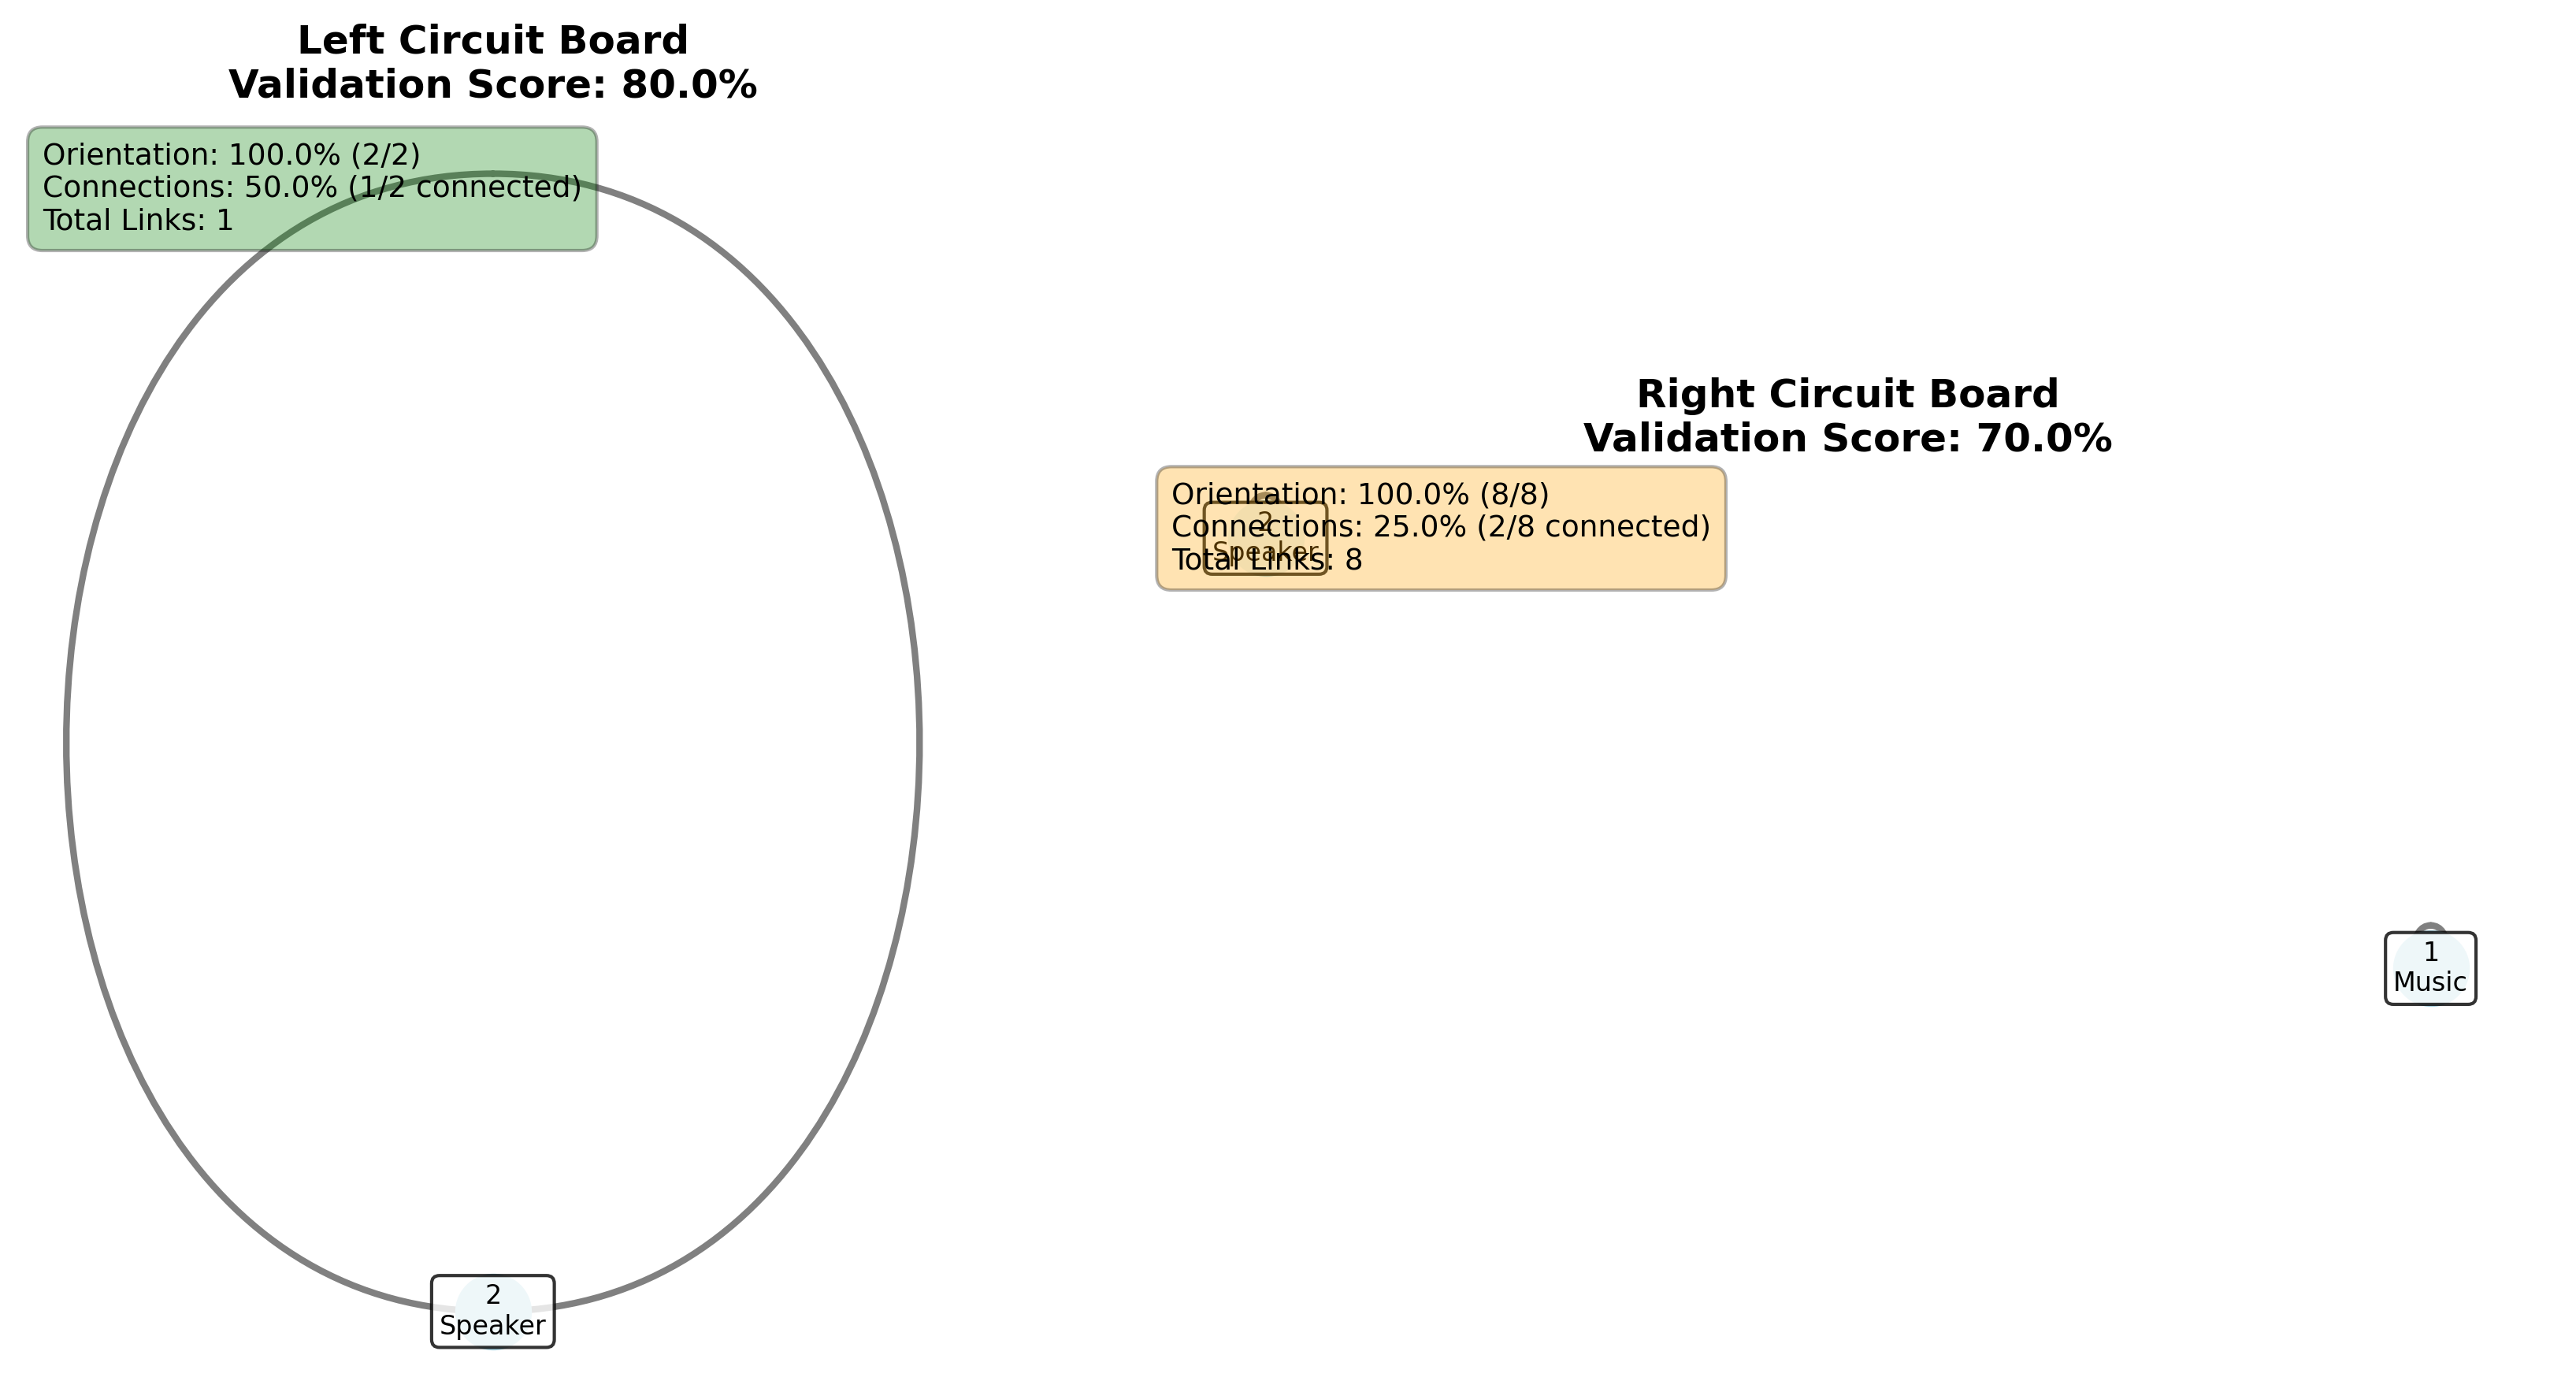 Left Circuit Board
Validation Score: 80.0%
Orientation: 100.0% (2/2)
Connections: 50.0% (1/2 connected)
Total Links: 1
2
Speaker
Right Circuit Board
Validation Score: 70.0%
Orientation: 100.0% (8/8)
Connections: 25.0% (2/8 connected)
Total Links: 8
2
Speaker
1
Music